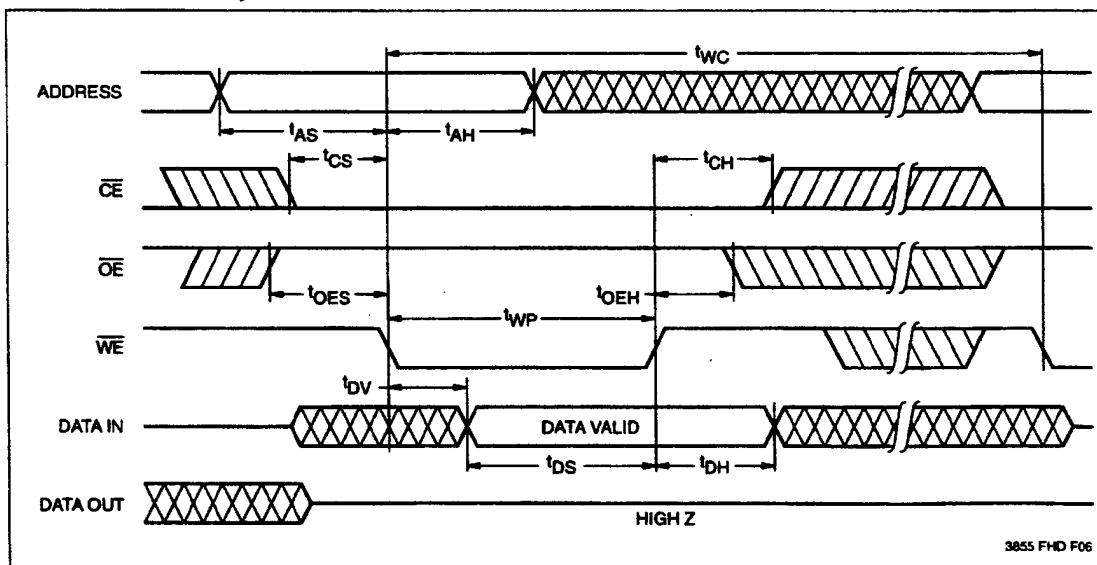 tWC
ADDRESS
tAS
tAH
tCS
tCH
CE
OE
tOES
tOEH
tWP
WE
tDV
DATA IN
DATA VALID
tDS
tDH
DATA OUT
HIGH Z
3855 FHD F06